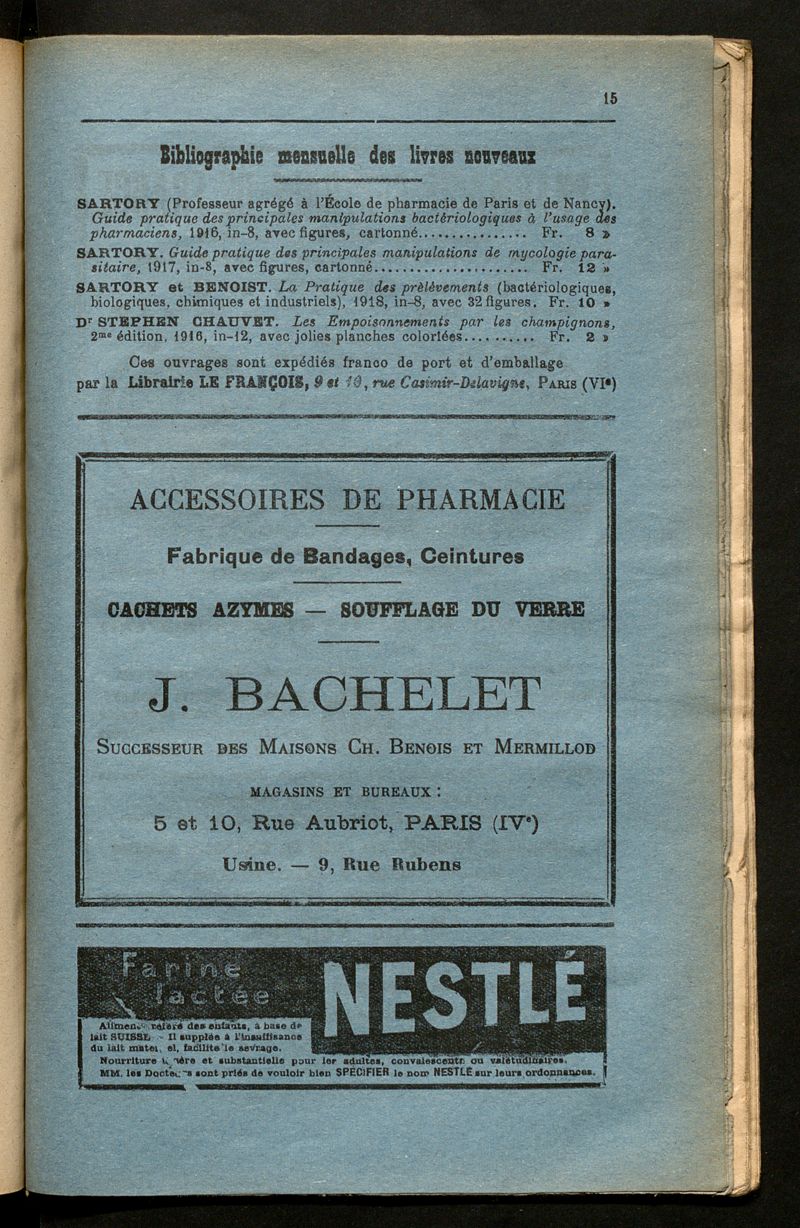 15
Bibliographie mensuelle des livres nouveaux
SARTORY (Professeur agrégé à l'École de pharmacie de Paris et de Nancy).
Guide pratique des principales manipulations bactériologiques à l'usage des
pharmaciens, 1916, in-8, avec figures, cartonné................ Fr. 8 »
SARTORY. Guide pratique des principales manipulations de mycologie para-
sitaire, 1917, in-8, avec figures, cartonné...................... Fr. 12 »
SARTORY et BENOIST. La Pratique des prélèvements (bactériologiques,
biologiques, chimiques et industriels), 1918, in-8, avec 32 figures. Fr. 10 »
Dr STEPHEN CHAUVET. Les Empoisonnements par les champignons,
2me édition, 1916, in-12, avec jolies planches coloriées.......... Fr. 2 »
Ces ouvrages sont expédiés franco de port et d'emballage
par la Librairie LE FRANÇOIS, 9 et 10, rue Casimir-Delavigne, PARIS (VIe)
ACCESSOIRES DE PHARMACIE
Fabrique de Bandages, Ceintures
CACHETS AZYMES — SOUFFLAGE DU VERRE
J. BACHELET
SUCCESSEUR DES MAISONS CH. BENOIS ET MERMILLOD
MAGASINS ET BUREAUX :
5 et 10, Rue Aubriot, PARIS (IVe)
Usine. — 9, Rue Rubens
Farine
lactée
NESTLÉ
des enfants, à base de
lait SUISSE - Il supplée à l'insuffisance
du lait facilite le sevrage.
Nourriture et substantielle pour les adultes, convalescents ou valétudinaires.
MM. les sont priés de vouloir bien SPÉCIFIER le nom NESTLÉ sur leurs ordonnances.